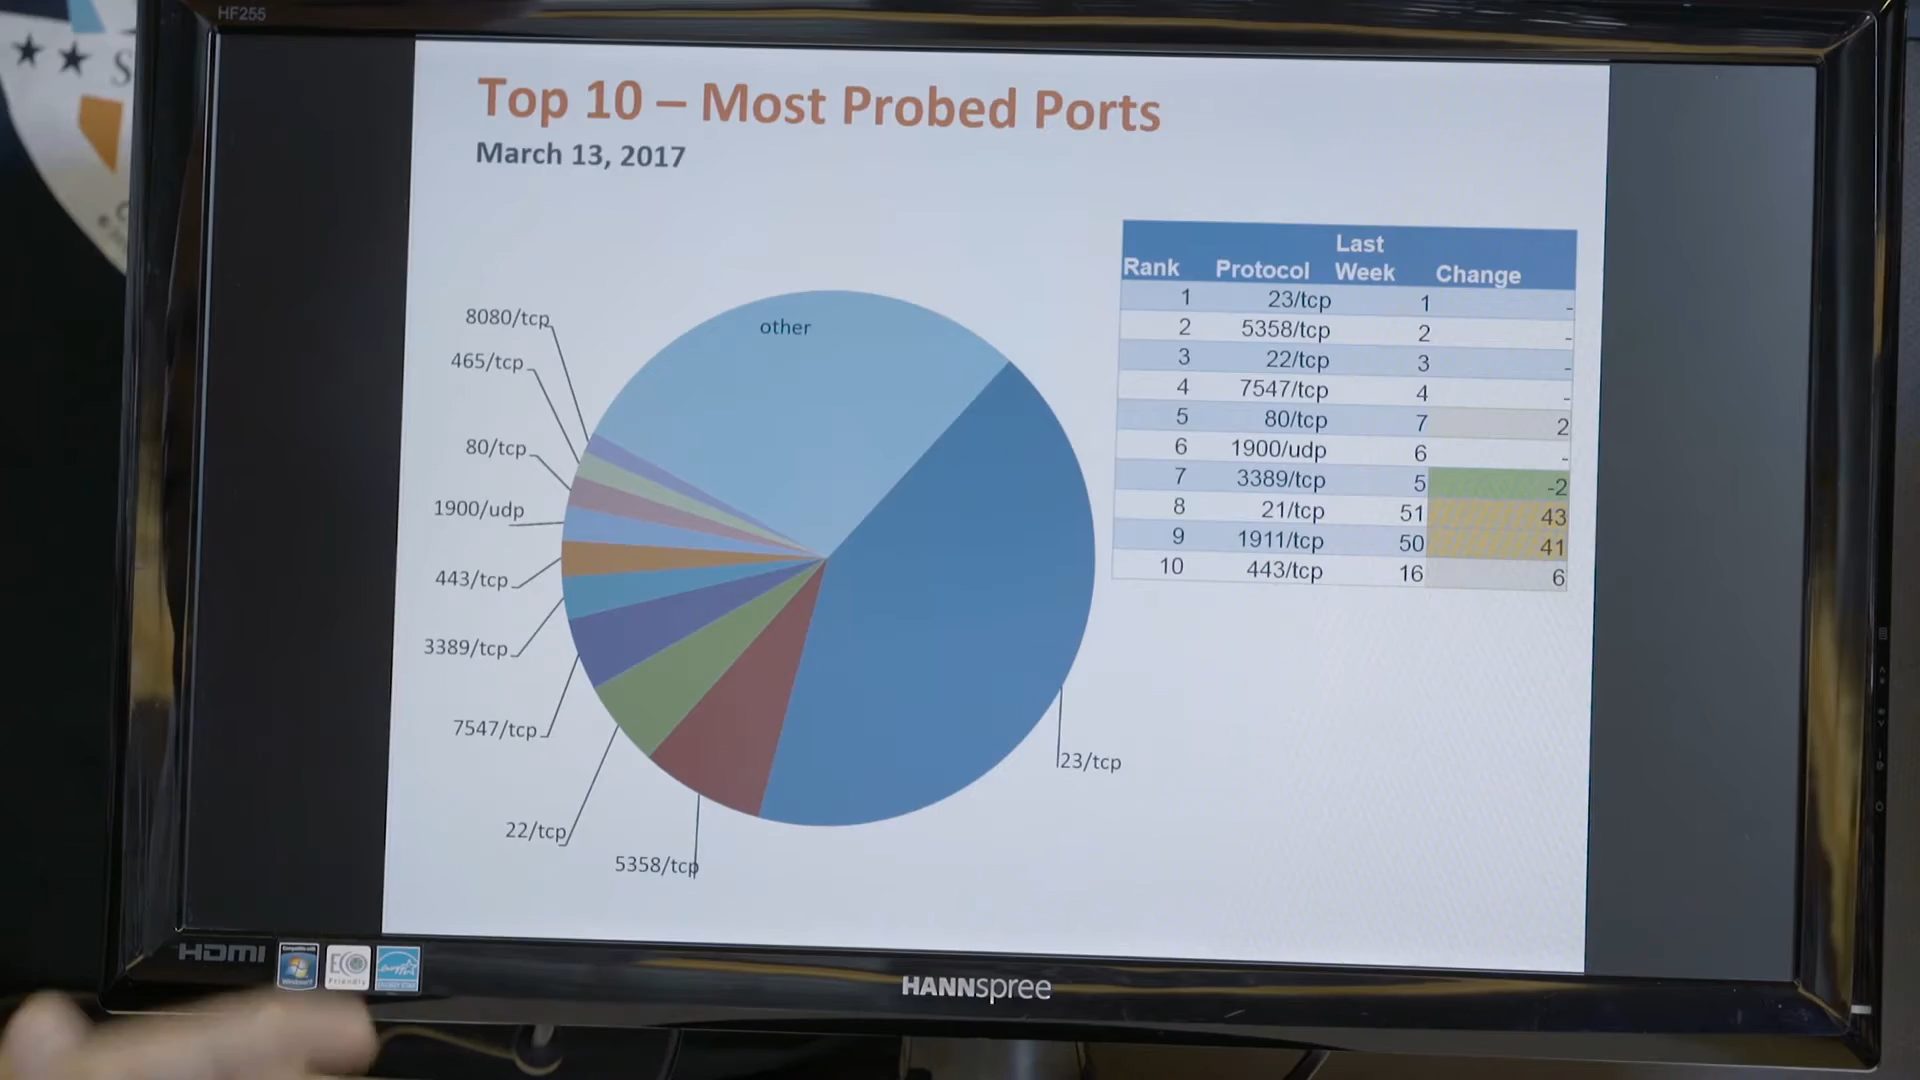 HF255
★★ S
Top 10 – Most Probed Ports
March 13, 2017
other
8080/tcp
465/tcp
80/tcp
1900/udp
443/tcp
3389/tcp
7547/tcp
22/tcp
5358/tcp
23/tcp
Rank Protocol Last Week Change
1 23/tcp 1 -
2 5358/tcp 2 -
3 22/tcp 3 -
4 7547/tcp 4 -
5 80/tcp 7 2
6 1900/udp 6 -
7 3389/tcp 5 -2
8 21/tcp 51 43
9 1911/tcp 50 41
10 443/tcp 16 6
HDMI
ECO
Friendly
HANNspree